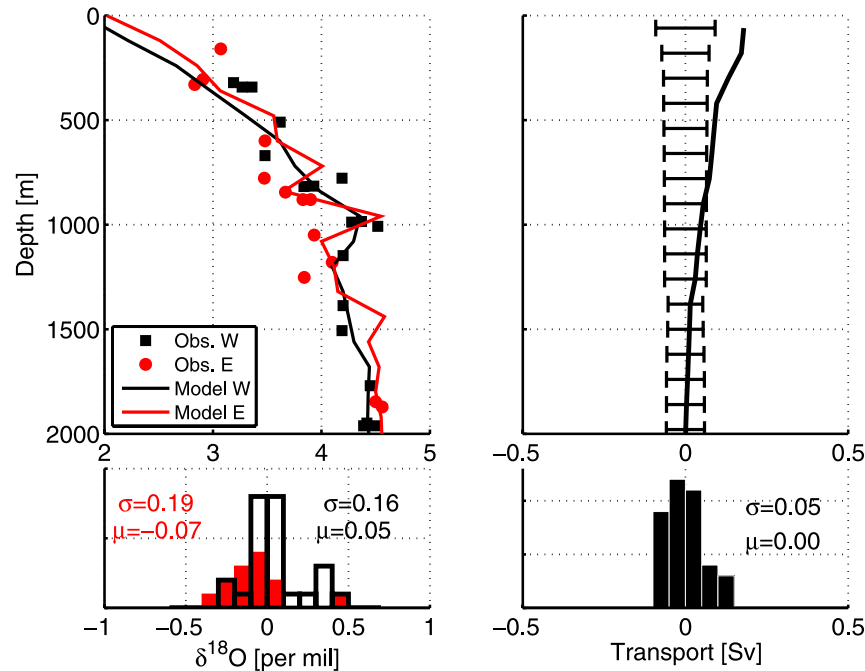 0
500
1000
1500
2000
Depth [m]
Obs. W
Obs. E
Model W
Model E
2
3
4
5
−0.5
0
0.5
σ=0.19
μ=−0.07
σ=0.16
μ=0.05
−1
−0.5
0
0.5
1
δ18O [per mil]
σ=0.05
μ=0.00
−0.5
0
0.5
Transport [Sv]